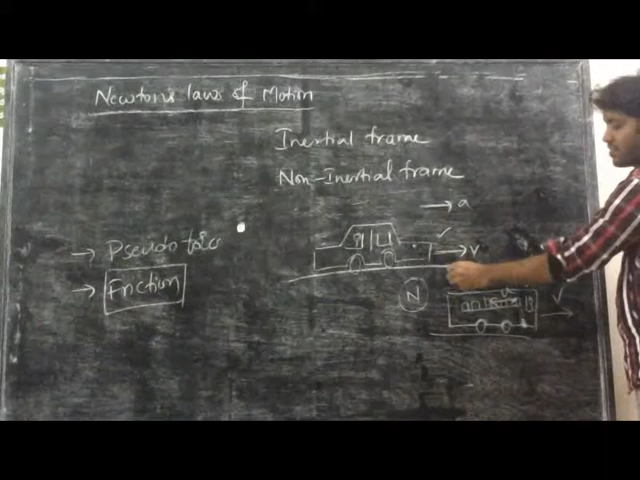 Newton's laws of Motion
Inertial frame
Non-Inertial frame
→ a
→ Pseudo force
→ v
→ Friction
N
v